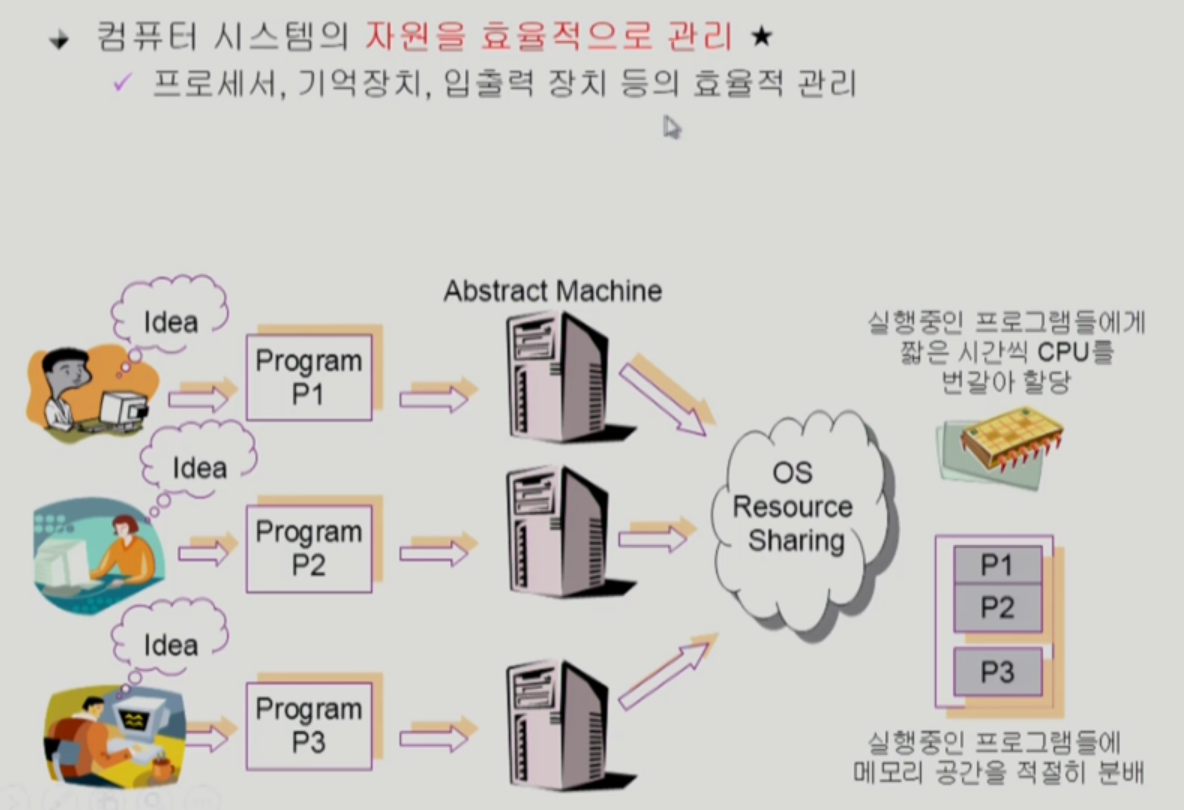 컴퓨터 시스템의 자원을 효율적으로 관리 ★
✓ 프로세서, 기억장치, 입출력 장치 등의 효율적 관리
Abstract Machine
Idea
Program
P1
Idea
Program
P2
Idea
Program
P3
OS
Resource
Sharing
실행중인 프로그램들에게
짧은 시간씩 CPU를
번갈아 할당
P1
P2
P3
실행중인 프로그램들에
메모리 공간을 적절히 분배